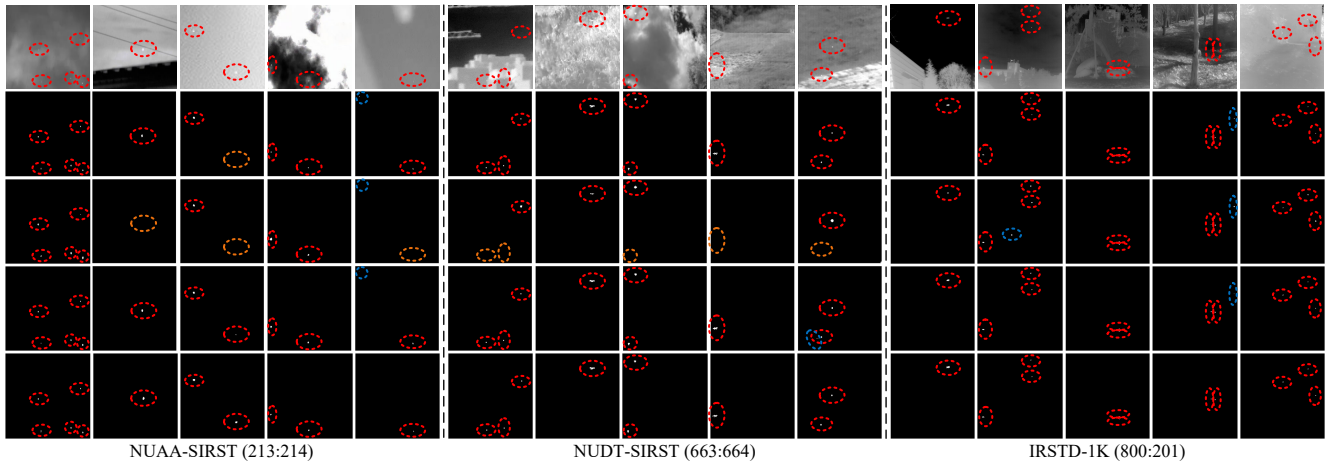 NUAA-SIRST (213:214)
NUDT-SIRST (663:664)
IRSTD-1K (800:201)